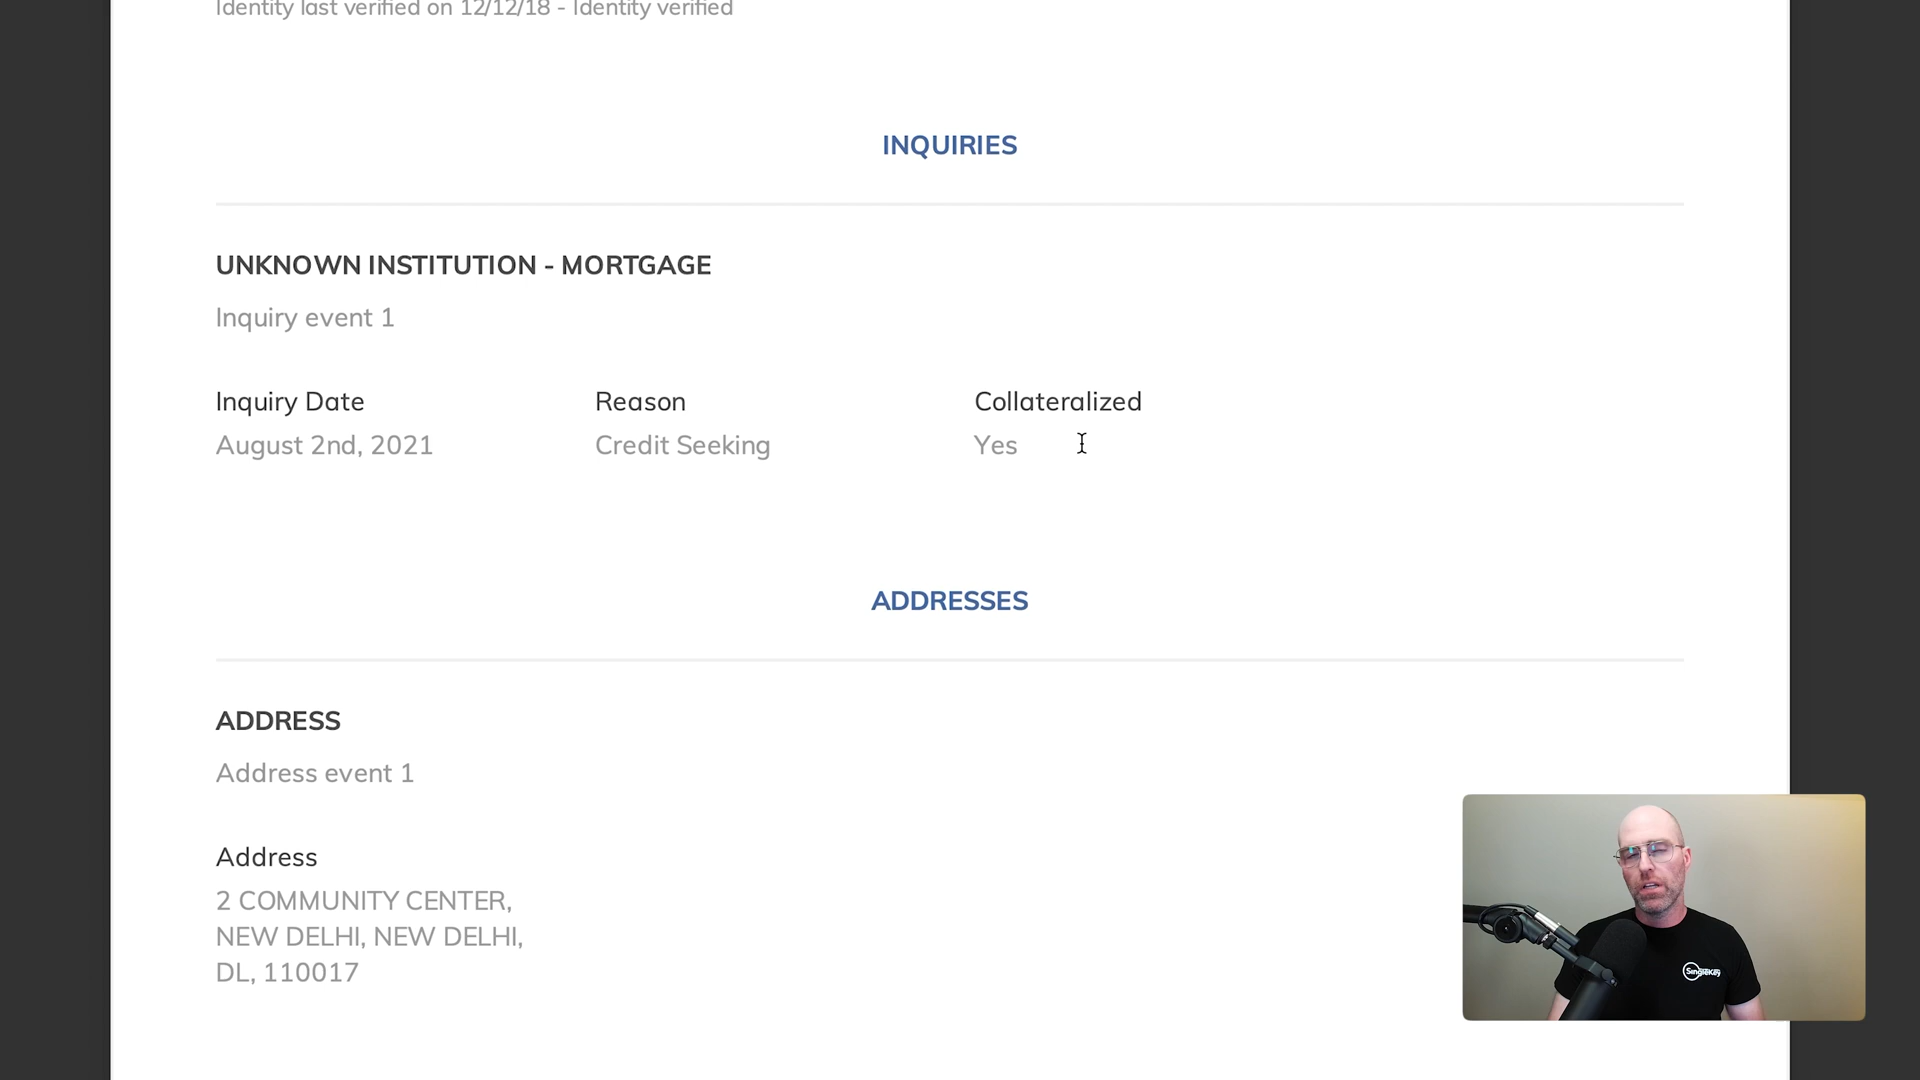 Identity last verified on 12/12/18 - Identity verified
INQUIRIES
UNKNOWN INSTITUTION - MORTGAGE
Inquiry event 1
Inquiry Date Reason Collateralized
August 2nd, 2021 Credit Seeking Yes
ADDRESSES
ADDRESS
Address event 1
Address
2 COMMUNITY CENTER,
NEW DELHI, NEW DELHI,
DL, 110017
SingleKey